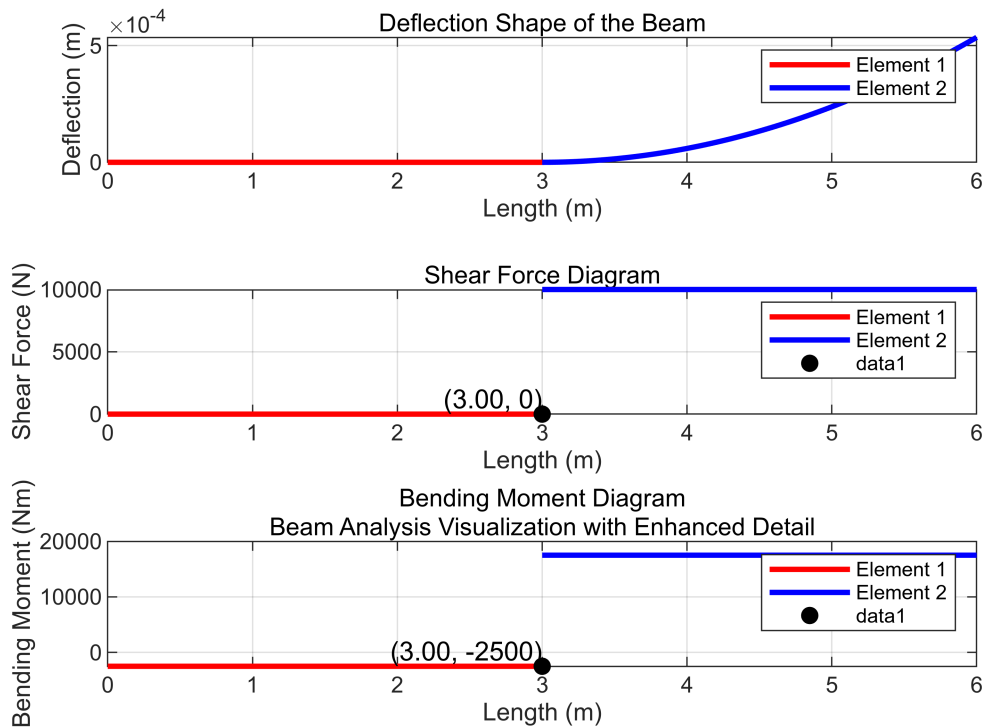 Deflection Shape of the Beam
×10-4
Deflection (m)
5
0
Element 1
Element 2
0 1 2 3 4 5 6
Length (m)
Shear Force Diagram
Shear Force (N)
10000
5000
0
Element 1
Element 2
data1
(3.00, 0)
0 1 2 3 4 5 6
Length (m)
Bending Moment Diagram
Beam Analysis Visualization with Enhanced Detail
Bending Moment (Nm)
20000
10000
0
Element 1
Element 2
data1
(3.00, -2500)
0 1 2 3 4 5 6
Length (m)